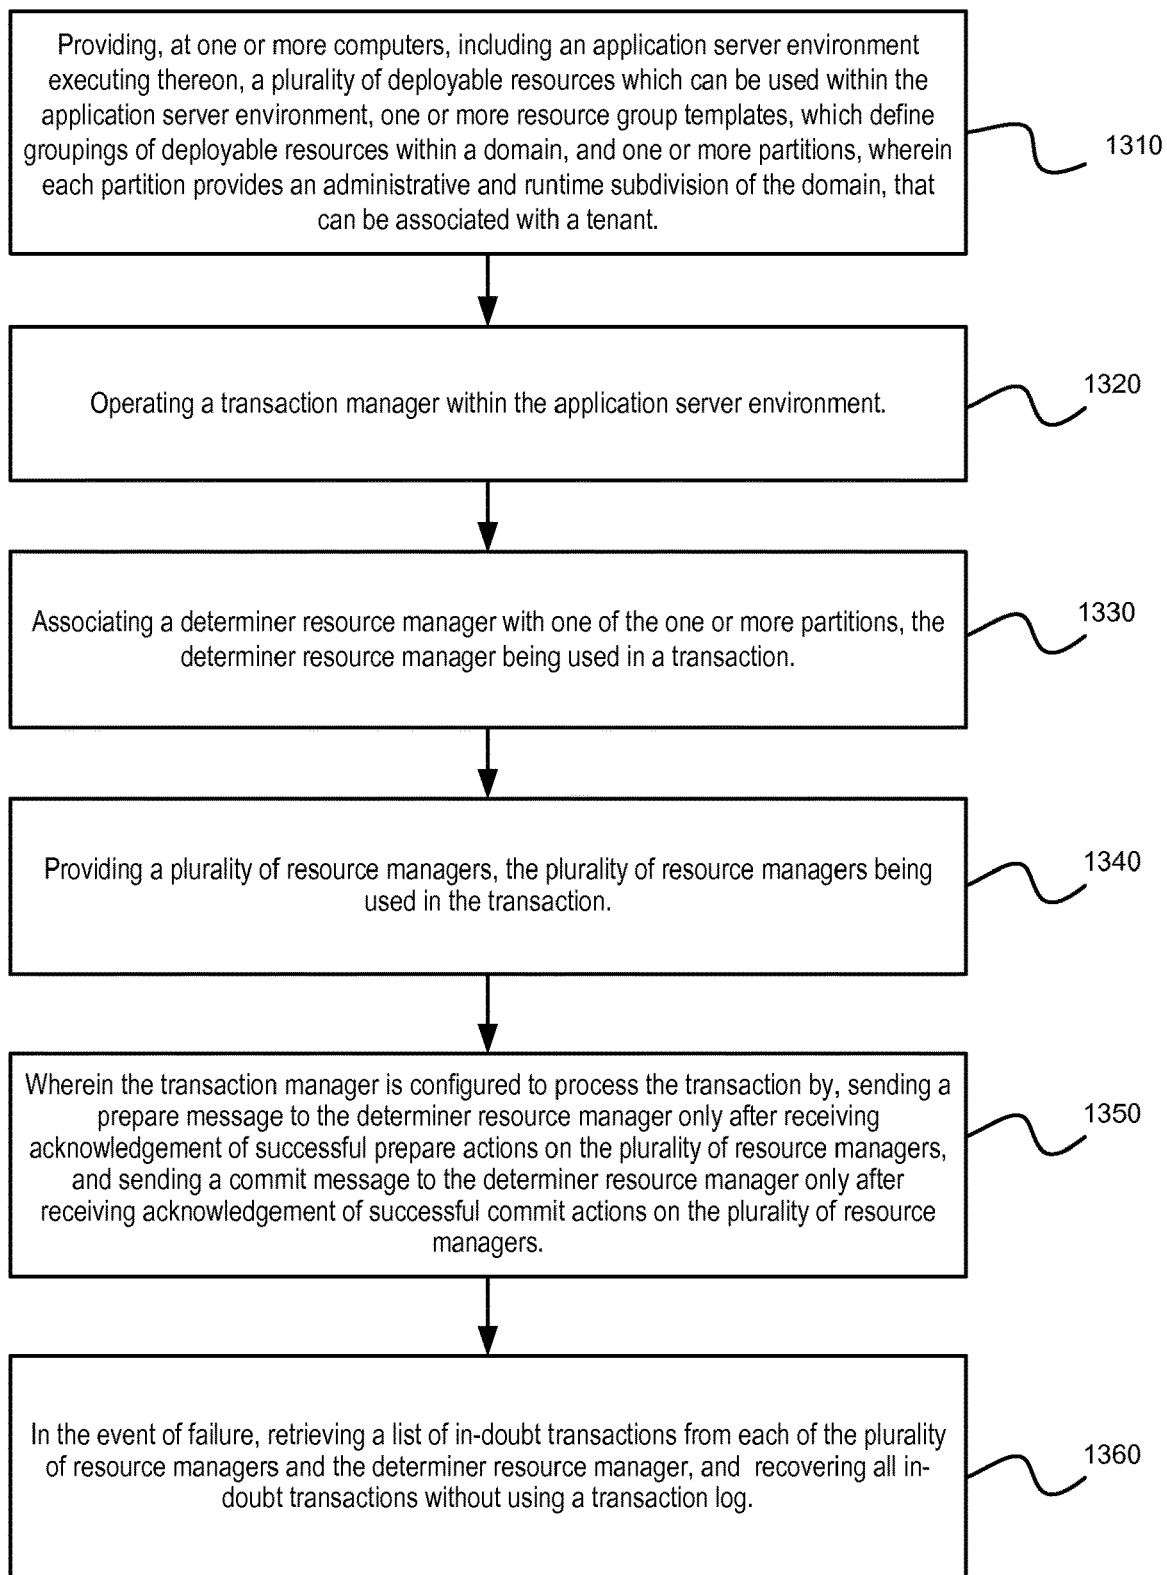 Providing, at one or more computers, including an application server environment
executing thereon, a plurality of deployable resources which can be used within the
application server environment, one or more resource group templates, which define
groupings of deployable resources within a domain, and one or more partitions, wherein
each partition provides an administrative and runtime subdivision of the domain, that
can be associated with a tenant.
1310
Operating a transaction manager within the application server environment.
1320
Associating a determiner resource manager with one of the one or more partitions, the
determiner resource manager being used in a transaction.
1330
Providing a plurality of resource managers, the plurality of resource managers being
used in the transaction.
1340
Wherein the transaction manager is configured to process the transaction by, sending a
prepare message to the determiner resource manager only after receiving
acknowledgement of successful prepare actions on the plurality of resource managers,
and sending a commit message to the determiner resource manager only after
receiving acknowledgement of successful commit actions on the plurality of resource
managers.
1350
In the event of failure, retrieving a list of in-doubt transactions from each of the plurality
of resource managers and the determiner resource manager, and recovering all in-
doubt transactions without using a transaction log.
1360